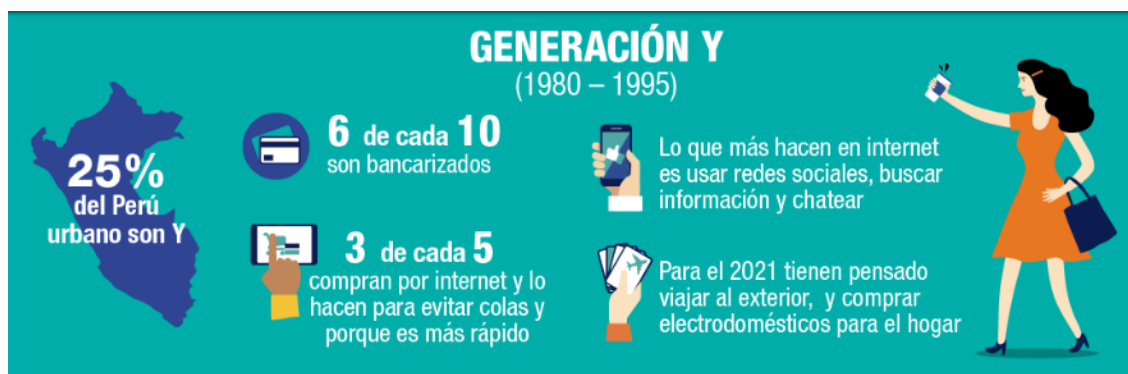 GENERACIÓN Y
(1980 – 1995)
25%
del Perú
urbano son Y
6 de cada 10
son bancarizados
3 de cada 5
compran por internet y lo
hacen para evitar colas y
porque es más rápido
Lo que más hacen en internet
es usar redes sociales, buscar
información y chatear
Para el 2021 tienen pensado
viajar al exterior, y comprar
electrodomésticos para el hogar